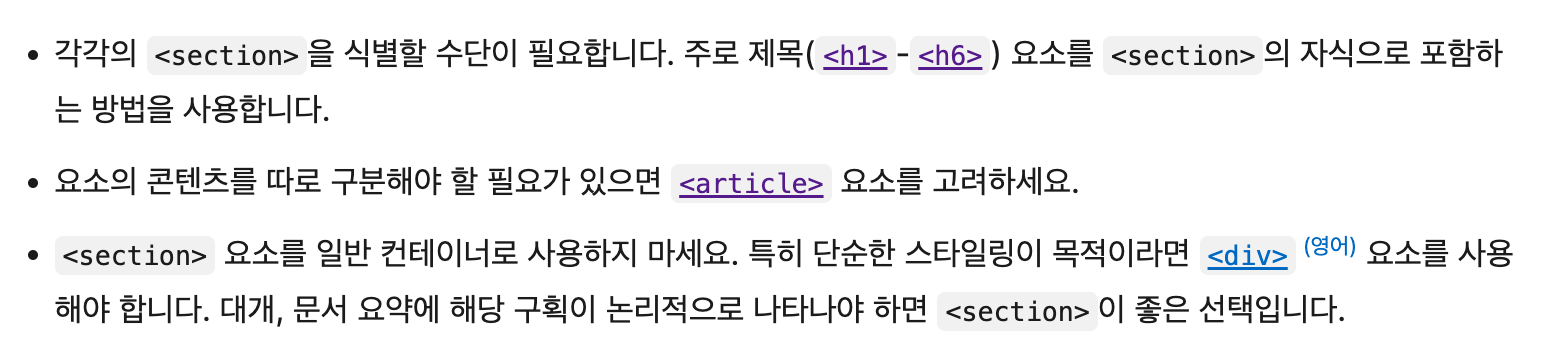 • 각각의 <section>을 식별할 수단이 필요합니다. 주로 제목(<h1>-<h6>) 요소를 <section>의 자식으로 포함하
는 방법을 사용합니다.
• 요소의 콘텐츠를 따로 구분해야 할 필요가 있으면 <article> 요소를 고려하세요.
• <section> 요소를 일반 컨테이너로 사용하지 마세요. 특히 단순한 스타일링이 목적이라면 <div> (영어) 요소를 사용
해야 합니다. 대개, 문서 요약에 해당 구획이 논리적으로 나타나야 하면 <section>이 좋은 선택입니다.